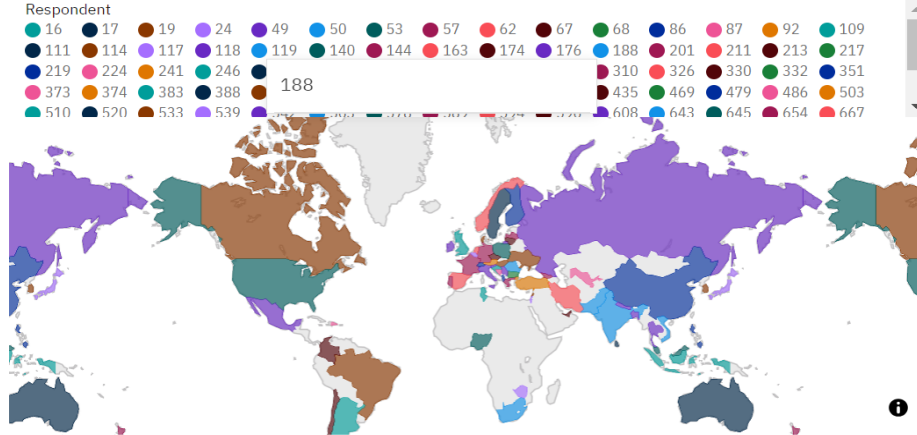 Respondent
16 17 19 24 49 50 53 57 62 67 68 86 87 92 109
111 114 117 118 119 140 144 163 174 176 188 201 211 213 217
219 224 241 246 310 326 330 332 351
188
373 374 383 388 435 469 479 486 503
510 520 533 539 608 643 645 654 667